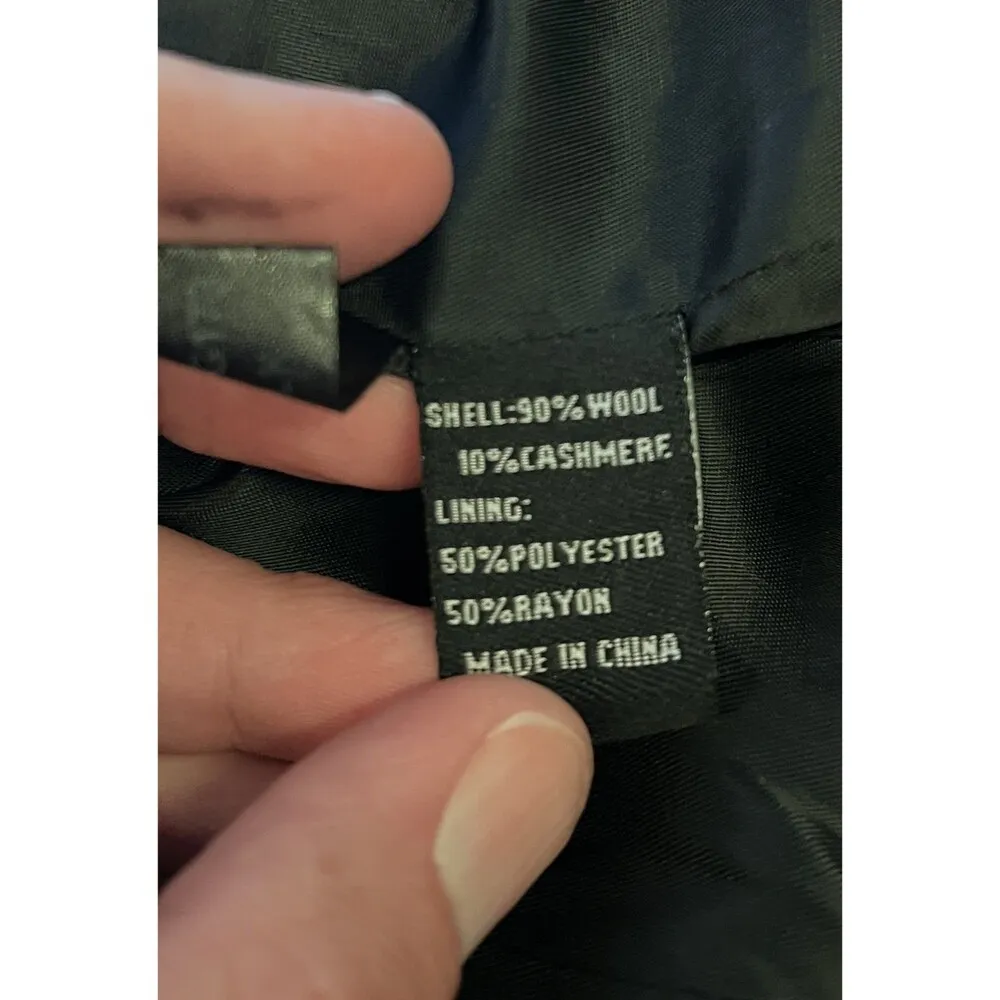 SHELL:90%WOOL
10%CASHMERE
LINING:
50%POLYESTER
50%RAYON
MADE IN CHINA